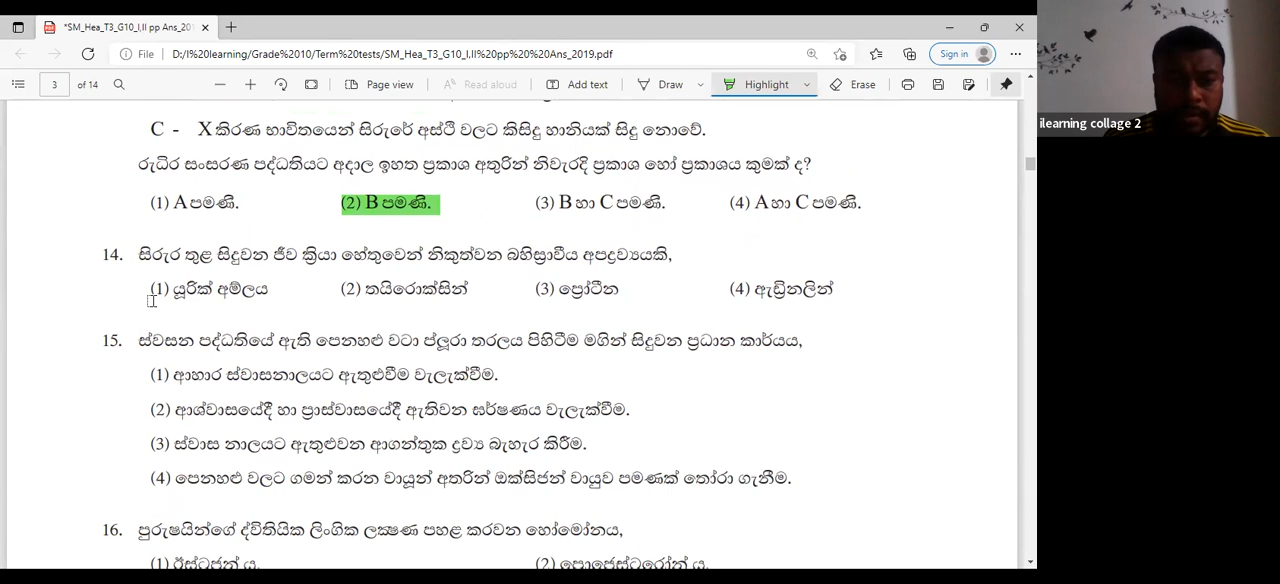 *SM_Hea_T3_G10_I,II pp Ans_201
File D:/I%20learning/Grade%2010/Term%20tests/SM_Hea_T3_G10_I.II%20pp%20%20Ans_2019.pdf
Sign in
3 of 14 Page view Read aloud Add text Draw Highlight Erase
C - X කිරණ භාවිතයෙන් සිරුරේ අස්ථි වලට කිසිදු හානියක් සිදු නොවේ.
රුධිර සංසරණ පද්ධතියට අදාල ඉහත ප්‍රකාශ අතුරින් නිවැරදි ප්‍රකාශ හෝ ප්‍රකාශය කුමක් ද?
(1) A පමණි. (2) B පමණි. (3) B හා C පමණි. (4) A හා C පමණි.
14. සිරුර තුළ සිදුවන ජීව ක්‍රියා හේතුවෙන් නිකුත්වන බහිස්‍රාවීය අපද්‍රව්‍යයකි,
(1) යූරික් අම්ලය (2) තයිරොක්සින් (3) ප්‍රෝටීන (4) ඇඩ්‍රිනලින්
15. ස්වසන පද්ධතියේ ඇති පෙනහළු වටා ප්ලූරා තරලය පිහිටීම මගින් සිදුවන ප්‍රධාන කාර්යය,
(1) ආහාර ස්වාසනාලයට ඇතුළුවීම වැලැක්වීම.
(2) ආශ්වාසයේදී හා ප්‍රාස්වාසයේදී ඇතිවන ඝර්ෂණය වැලැක්වීම.
(3) ස්වාස නාලයට ඇතුළුවන ආගන්තුක ද්‍රව්‍ය බැහැර කිරීම.
(4) පෙනහළු වලට ගමන් කරන වායූන් අතරින් ඔක්සිජන් වායුව පමණක් තෝරා ගැනීම.
16. පුරුෂයින්ගේ ද්විතියික ලිංගික ලක්ෂණ පහළ කරවන හෝමෝනය,
(1) ඊස්ට්‍රජන් ය. (2) ප්‍රොජෙස්ටරෝන් ය.
ilearning collage 2